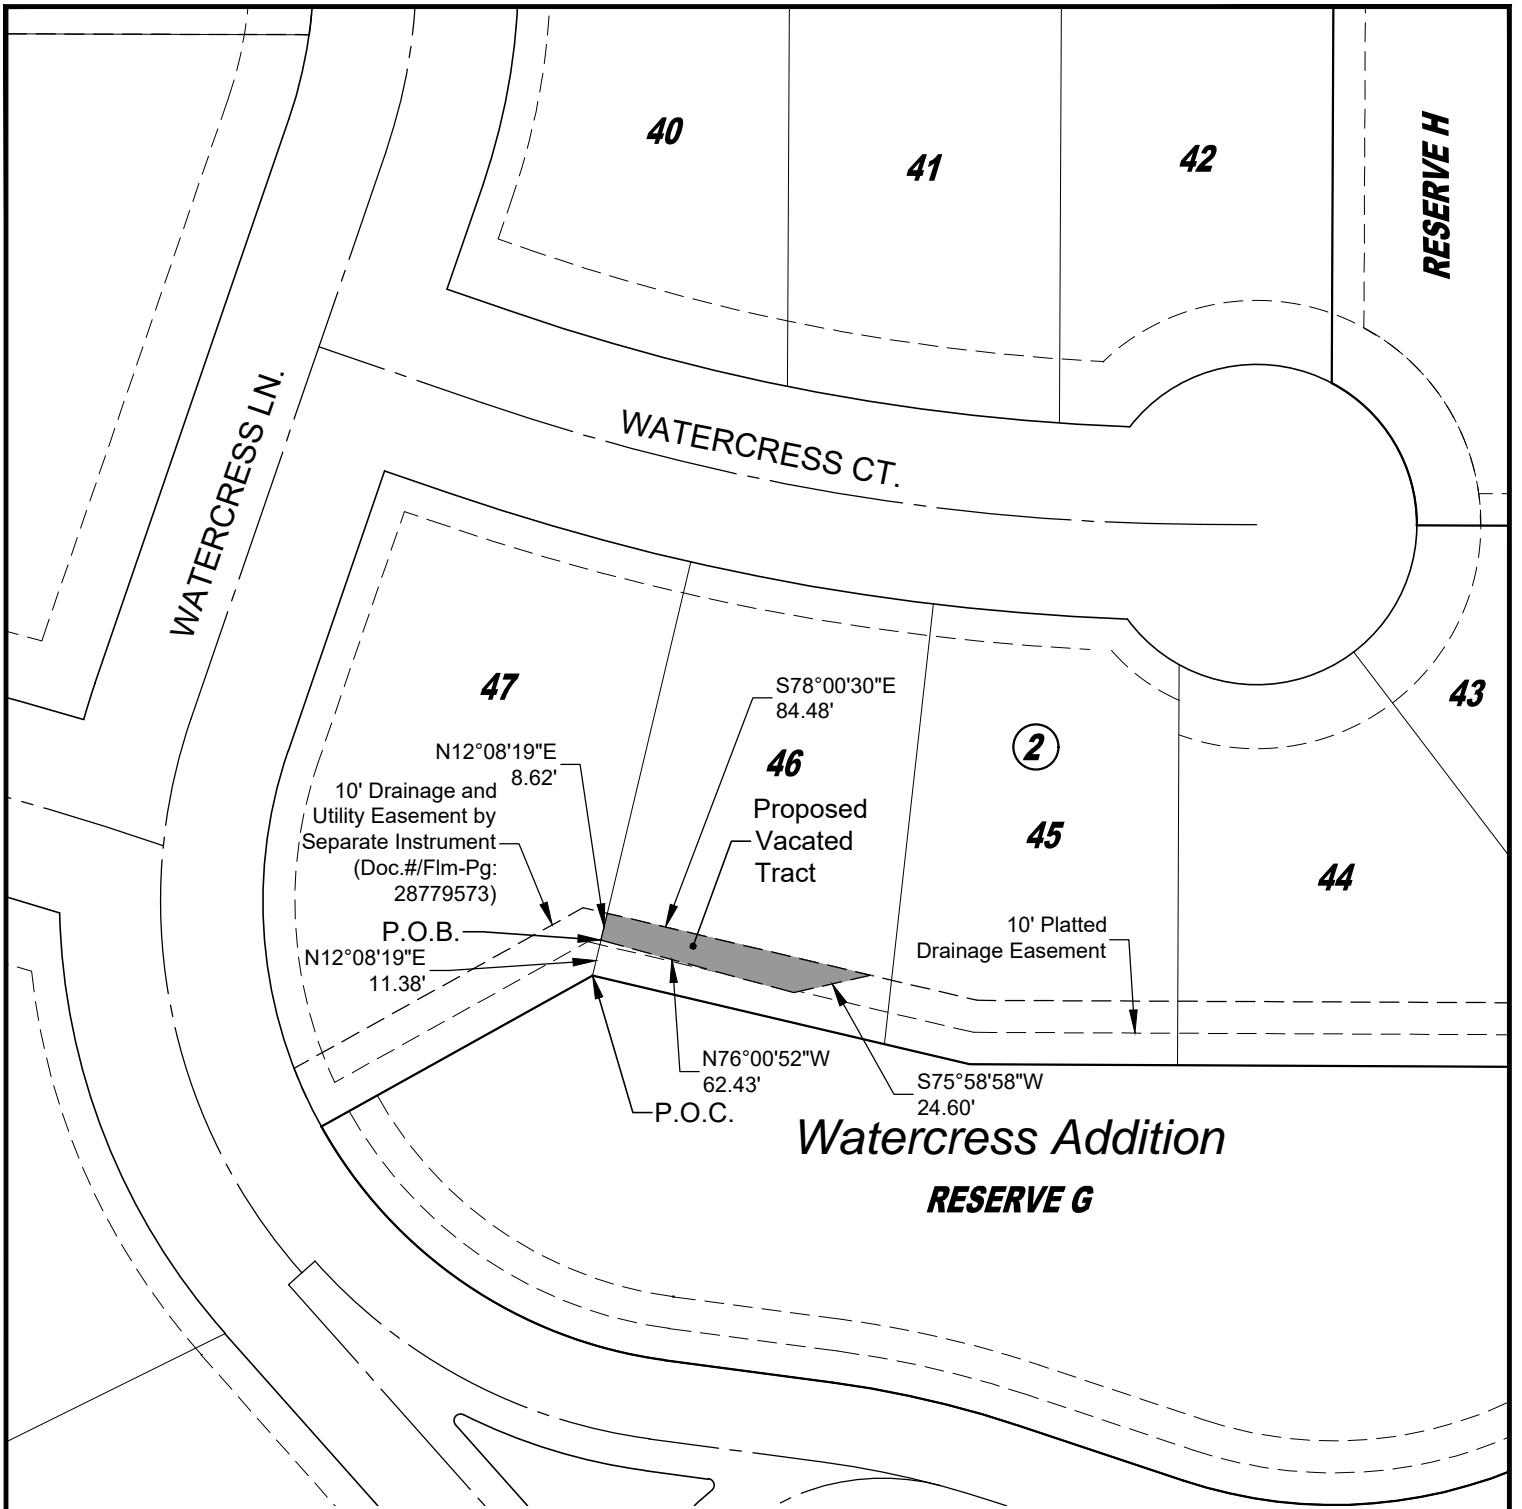 40
41
42
RESERVE H
WATERCRESS LN.
WATERCRESS CT.
47
S78°00'30"E
84.48'
43
N12°08'19"E
8.62'
46
2
10' Drainage and
Utility Easement by
Separate Instrument
(Doc.#/Flm-Pg:
28779573)
Proposed
Vacated
Tract
45
44
P.O.B.
10' Platted
Drainage Easement
N12°08'19"E
11.38'
N76°00'52"W
62.43'
S75°58'58"W
24.60'
P.O.C.
Watercress Addition
RESERVE G